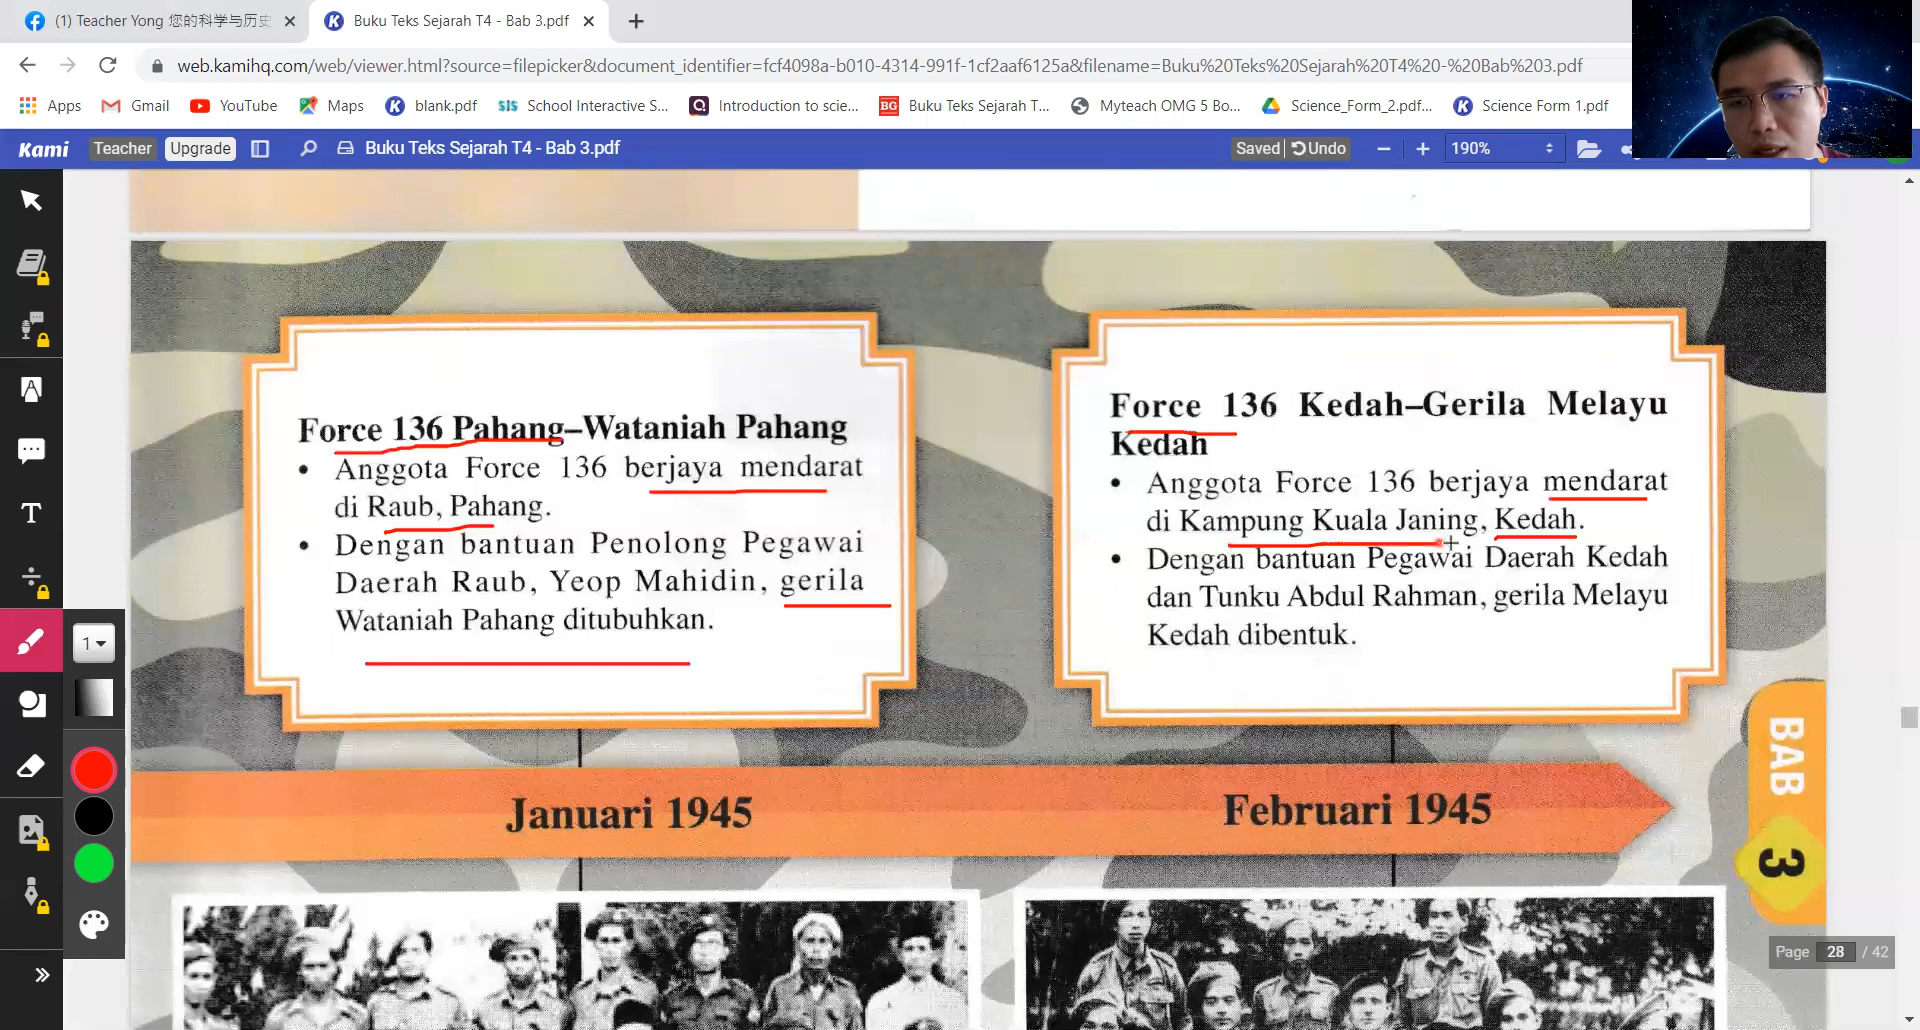 (1) Teacher Yong 您的科学与历史
Buku Teks Sejarah T4 - Bab 3.pdf
web.kamihq.com/web/viewer.html?source=filepicker&document_identifier=fcf4098a-b010-4314-991f-1cf2aaf6125a&filename=Buku%20Teks%20Sejarah%20T4%20-%20Bab%203.pdf
Apps Gmail YouTube Maps blank.pdf SIS School Interactive S... Introduction to scie... BG Buku Teks Sejarah T... Myteach OMG 5 Bo... Science_Form_2.pdf... Science Form 1.pdf
Kami Teacher Upgrade Buku Teks Sejarah T4 - Bab 3.pdf Saved Undo 190%
Force 136 Pahang–Wataniah Pahang
• Anggota Force 136 berjaya mendarat
di Raub, Pahang.
• Dengan bantuan Penolong Pegawai
Daerah Raub, Yeop Mahidin, gerila
Wataniah Pahang ditubuhkan.
Force 136 Kedah–Gerila Melayu
Kedah
• Anggota Force 136 berjaya mendarat
di Kampung Kuala Janing, Kedah.
• Dengan bantuan Pegawai Daerah Kedah
dan Tunku Abdul Rahman, gerila Melayu
Kedah dibentuk.
1
Januari 1945
Februari 1945
BAB
3
Page 28 / 42